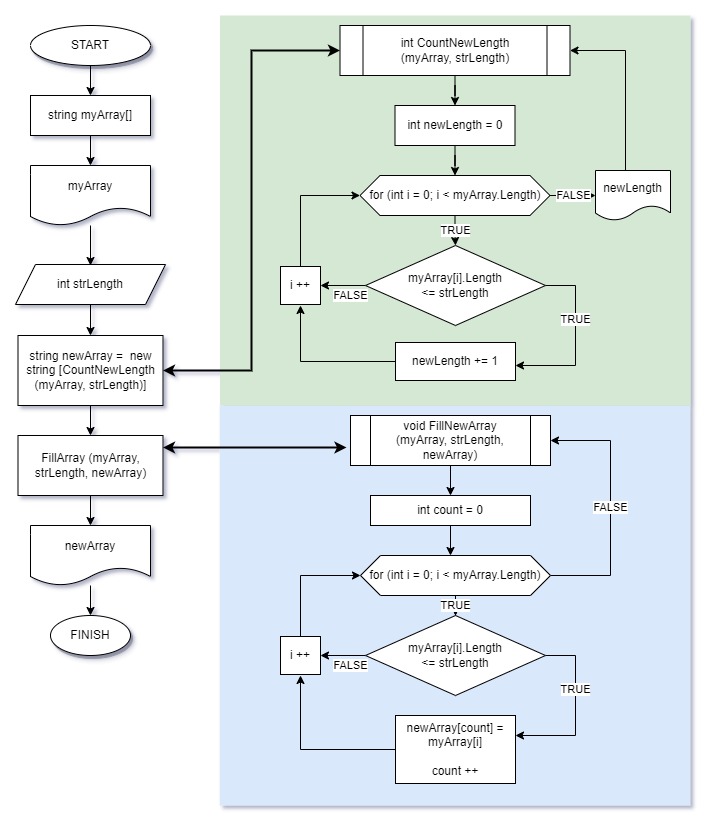 START
string myArray[]
myArray
int strLength
string newArray = new
string [CountNewLength
(myArray, strLength)]
FillArray (myArray,
strLength, newArray)
newArray
FINISH
int CountNewLength
(myArray, strLength)
int newLength = 0
for (int i = 0; i < myArray.Length)
FALSE
newLength
TRUE
myArray[i].Length
<= strLength
i ++
FALSE
TRUE
newLength += 1
void FillNewArray
(myArray, strLength,
newArray)
int count = 0
FALSE
for (int i = 0; i < myArray.Length)
TRUE
myArray[i].Length
<= strLength
i ++
FALSE
TRUE
newArray[count] =
myArray[i]
count ++